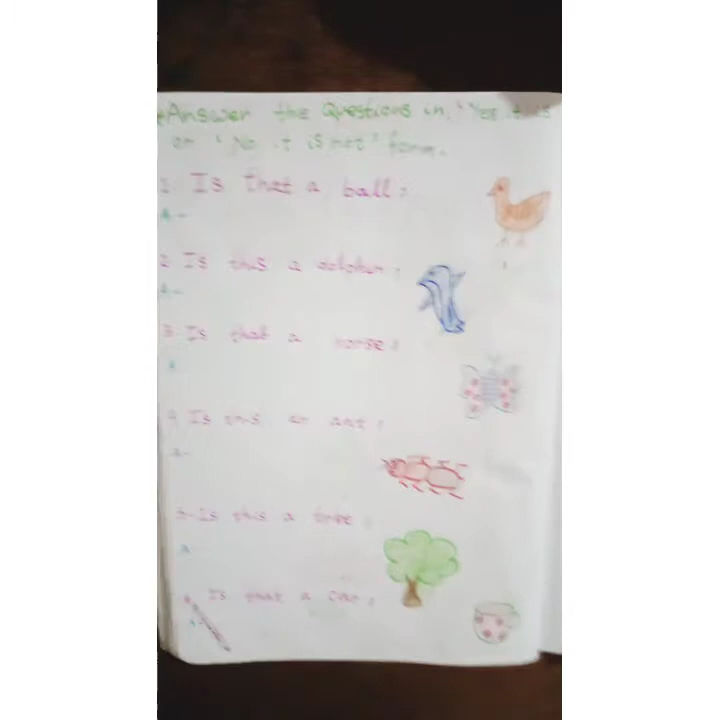 Answer the Questions in, "Yes it is
or "No it is not" form.
1. Is that a ball?
A-
2. Is this a dolphin?
A-
3. Is that a horse?
A
4. Is this an ant?
A-
5. Is this a tree?
A
Is that a car?
A-